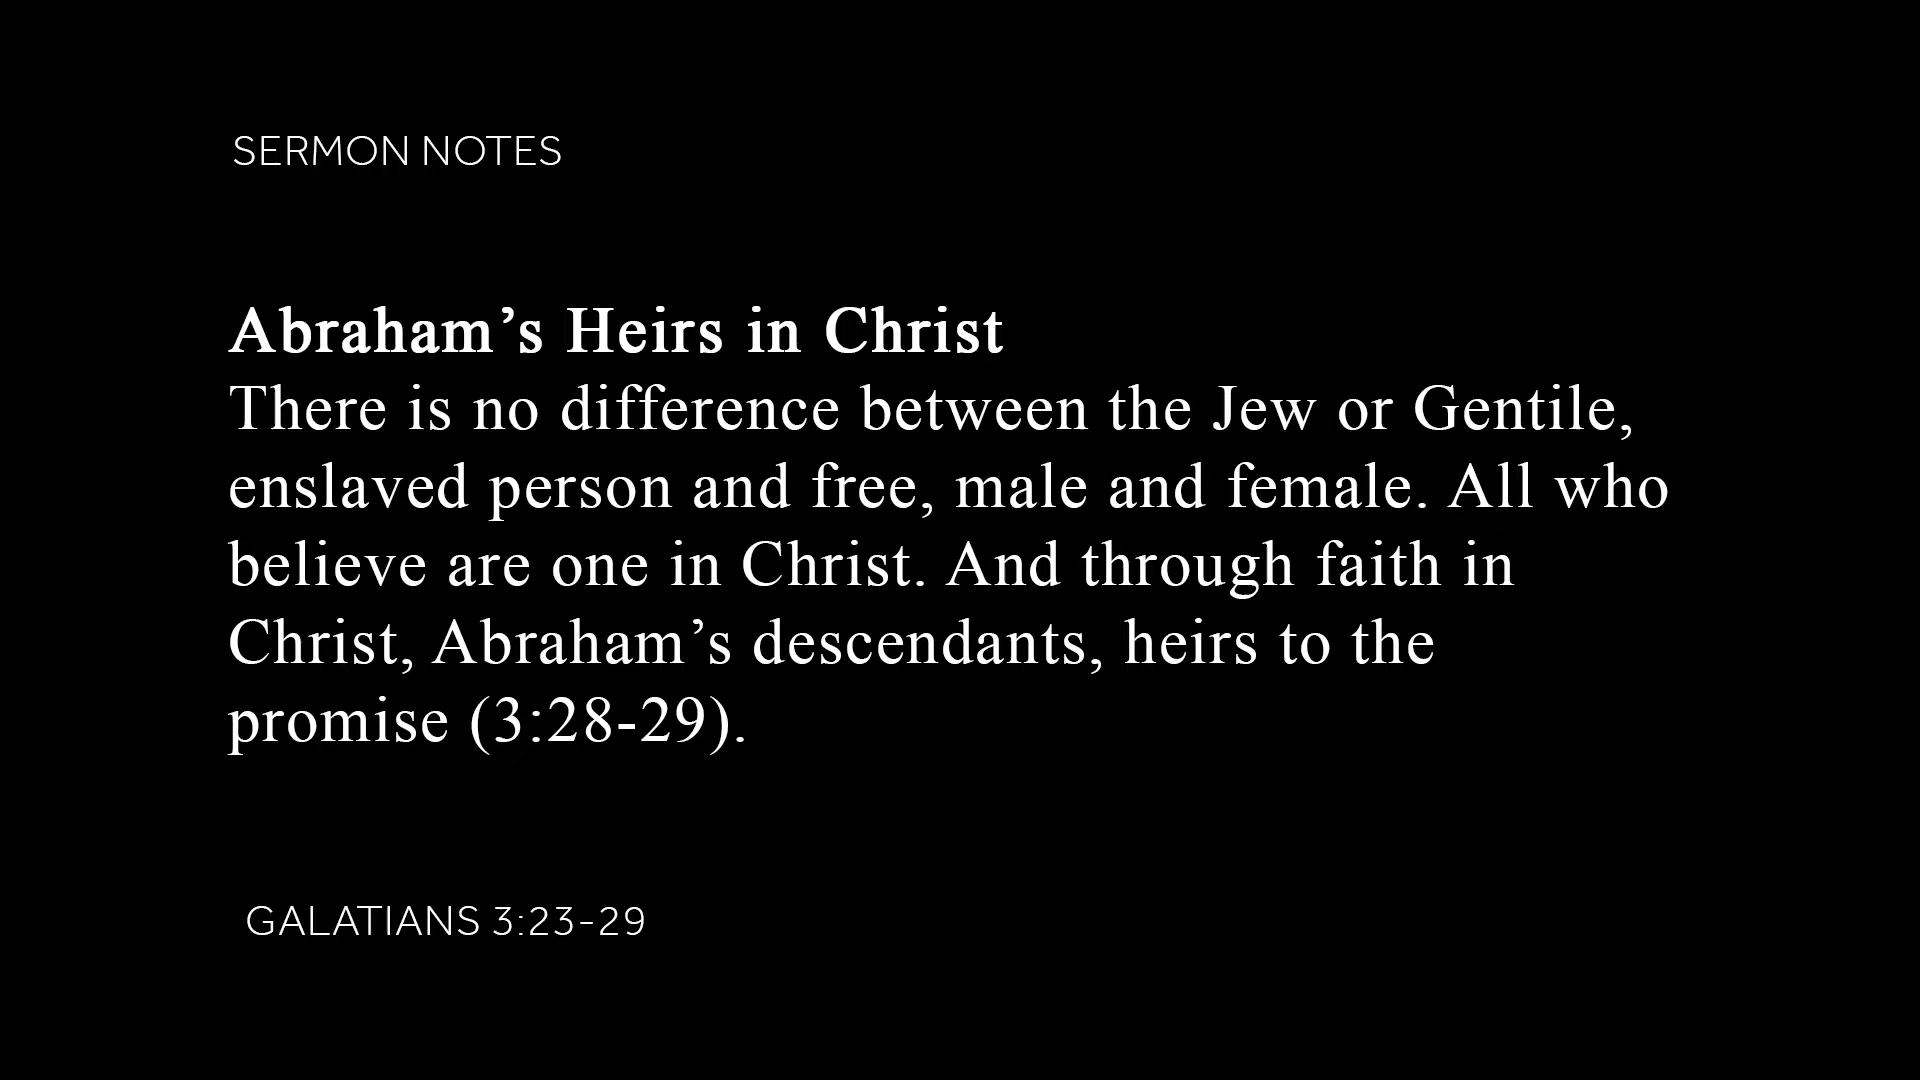 SERMON NOTES
Abraham’s Heirs in Christ
There is no difference between the Jew or Gentile,
enslaved person and free, male and female. All who
believe are one in Christ. And through faith in
Christ, Abraham’s descendants, heirs to the
promise (3:28-29).
GALATIANS 3:23-29